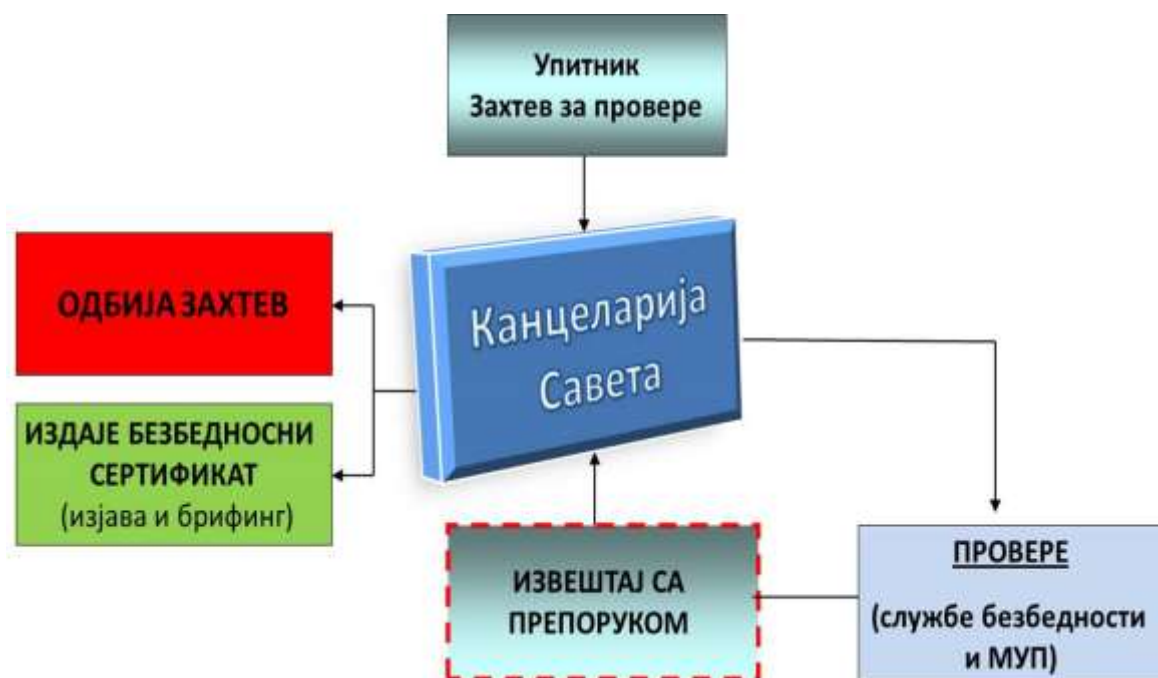 Упитник
Захтев за провере
ОДБИЈА ЗАХТЕВ
Канцеларија
Савета
ИЗДАЈЕ БЕЗБЕДНОСНИ
СЕРТИФИКАТ
(изјава и брифинг)
ИЗВЕШТАЈ СА
ПРЕПОРУКОМ
ПРОВЕРЕ
(службе безбедности
и МУП)